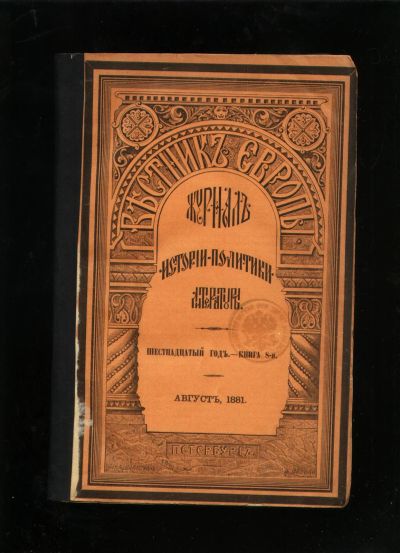 ВѢСТНИКЪ ЕВРОПЫ
ЖУРНАЛЪ
ИСТОРІИ-ПОЛИТИКИ-
ЛИТЕРАТУРЫ.
ШЕСТНАДЦАТЫЙ ГОДЪ.—КНИГА 8-я.
АВГУСТЪ, 1881.
ПЕТЕРБУРГЪ